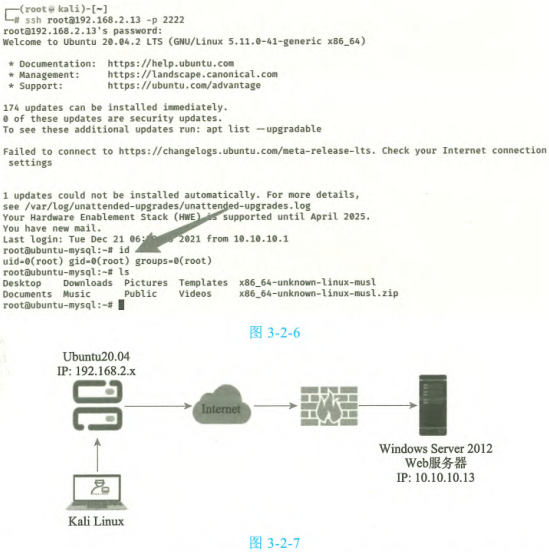 ┌──(root㉿kali)-[~]
└─# ssh root@192.168.2.13 -p 2222
root@192.168.2.13's password:
Welcome to Ubuntu 20.04.2 LTS (GNU/Linux 5.11.0-41-generic x86_64)
* Documentation: https://help.ubuntu.com
* Management: https://landscape.canonical.com
* Support: https://ubuntu.com/advantage
174 updates can be installed immediately.
0 of these updates are security updates.
To see these additional updates run: apt list --upgradable
Failed to connect to https://changelogs.ubuntu.com/meta-release-lts. Check your Internet connection
settings
1 updates could not be installed automatically. For more details,
see /var/log/unattended-upgrades/unattended-upgrades.log
Your Hardware Enablement Stack (HWE) is supported until April 2025.
You have new mail.
Last login: Tue Dec 21 06: 2021 from 10.10.10.1
root@ubuntu-mysql:~# id
uid=0(root) gid=0(root) groups=0(root)
root@ubuntu-mysql:~# ls
Desktop Downloads Pictures Templates x86_64-unknown-linux-musl
Documents Music Public Videos x86_64-unknown-linux-musl.zip
root@ubuntu-mysql:~#
图 3-2-6
Ubuntu20.04
IP: 192.168.2.x
Internet
Windows Server 2012
Web服务器
IP: 10.10.10.13
Kali Linux
图 3-2-7